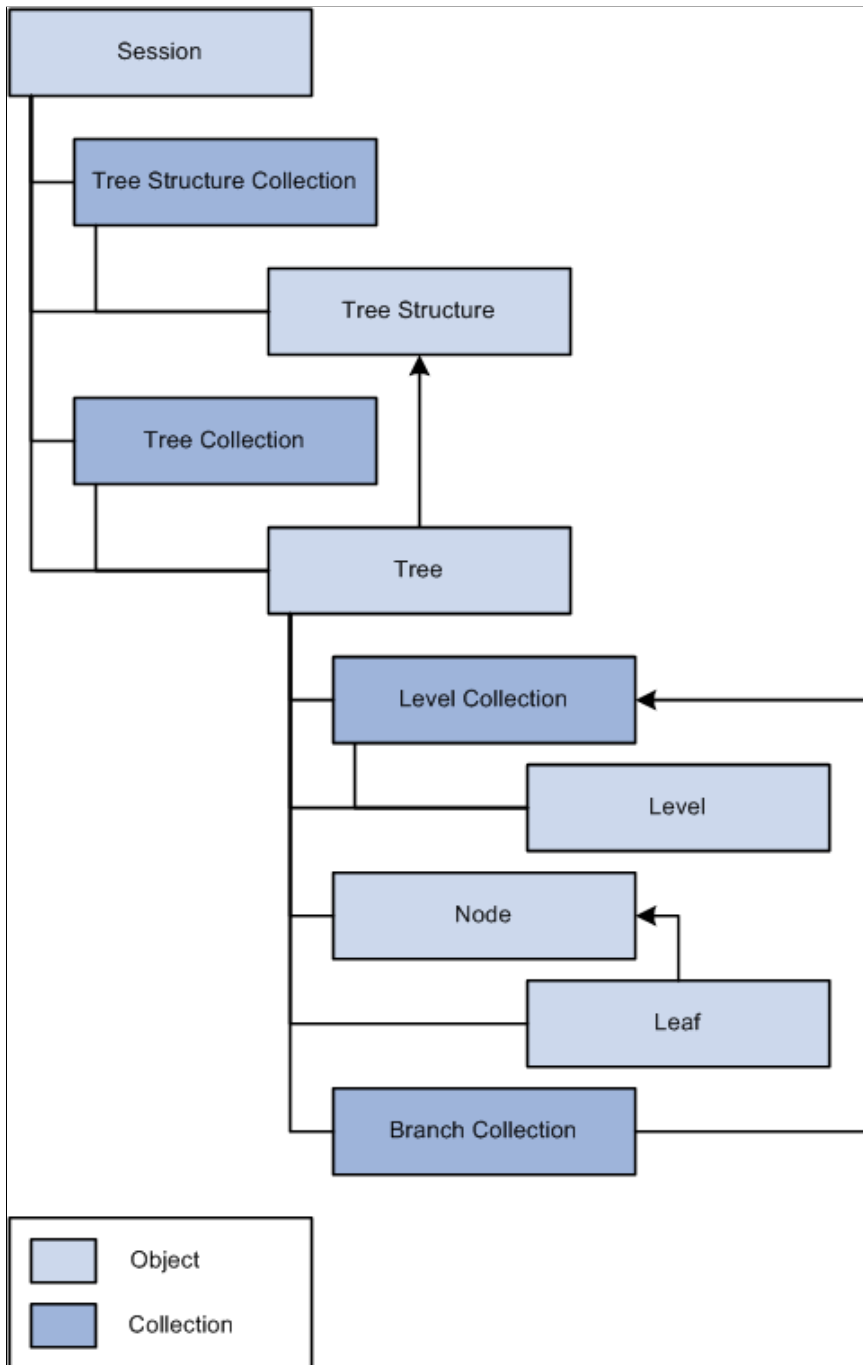 Session
Tree Structure Collection
Tree Structure
Tree Collection
Tree
Level Collection
Level
Node
Leaf
Branch Collection
Object
Collection